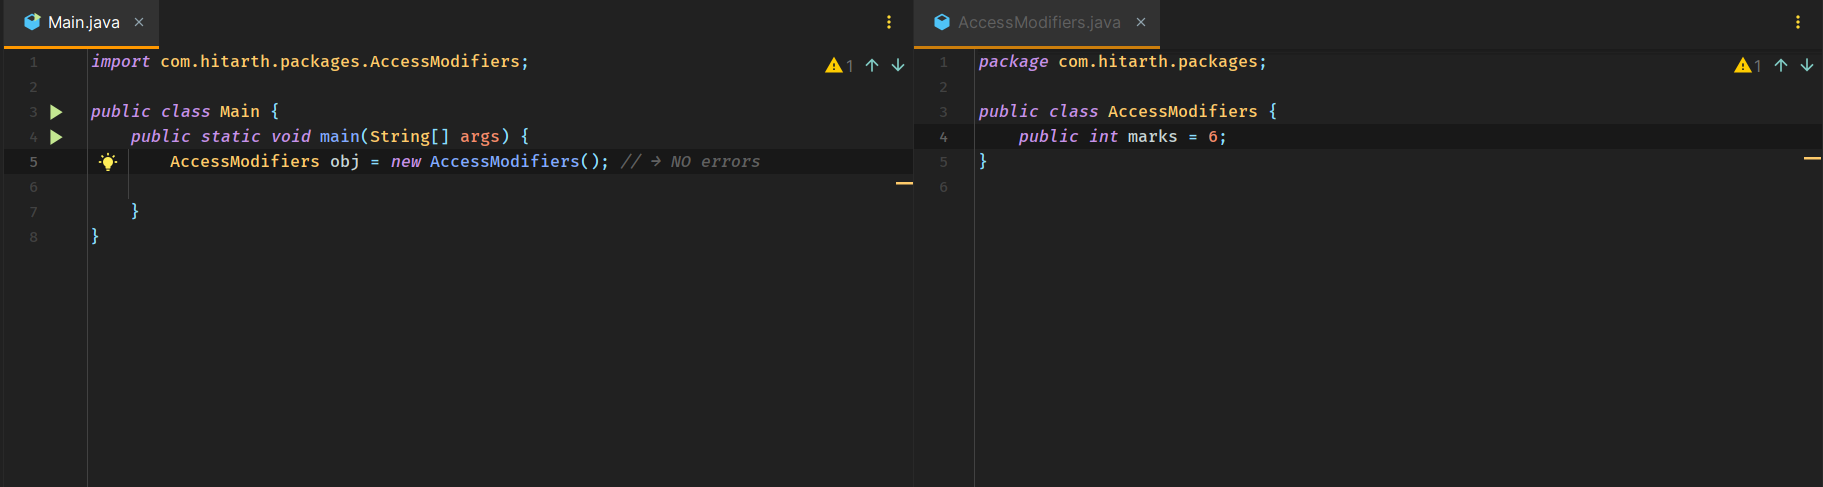 Main.java
1 import com.hitarth.packages.AccessModifiers;
1
2
3 public class Main {
4 public static void main(String[] args) {
5 AccessModifiers obj = new AccessModifiers(); // → NO errors
6
7 }
8 }
AccessModifiers.java
1 package com.hitarth.packages;
1
2
3 public class AccessModifiers {
4 public int marks = 6;
5 }
6